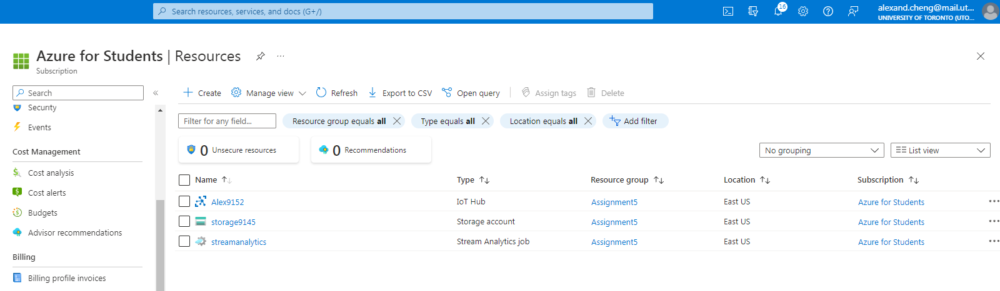 Search resources, services, and docs (G+/)
16
alexand.cheng@mail.ut...
UNIVERSITY OF TORONTO (UTO...
Azure for Students | Resources
Subscription
Search
Create
Manage view
Refresh
Export to CSV
Open query
Assign tags
Delete
Security
Events
Cost Management
Cost analysis
Cost alerts
Budgets
Advisor recommendations
Billing
Billing profile invoices
Filter for any field...
Resource group equals all
Type equals all
Location equals all
Add filter
0 Unsecure resources
0 Recommendations
No grouping
List view
Name Type Resource group Location Subscription
Alex9152 IoT Hub Assignment5 East US Azure for Students
storage9145 Storage account Assignment5 East US Azure for Students
streamanalytics Stream Analytics job Assignment5 East US Azure for Students